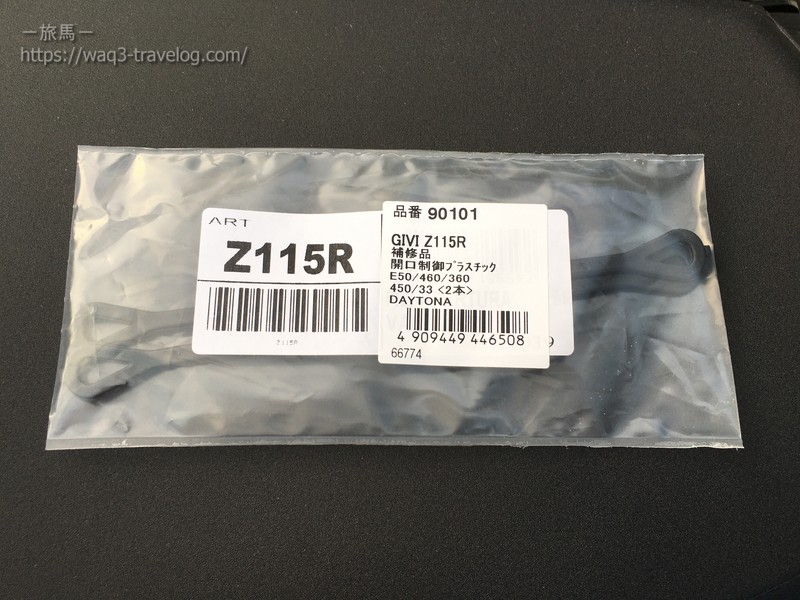 －旅馬－
https://waq3-travelog.com/
ART
Z115R
Z115R
品番 90101
GIVI Z115R
補修品
開口制御ﾌﾟﾗｽﾁｯｸ
E50/460/360
450/33 <2本>
DAYTONA
4 909449 446508
66774
9